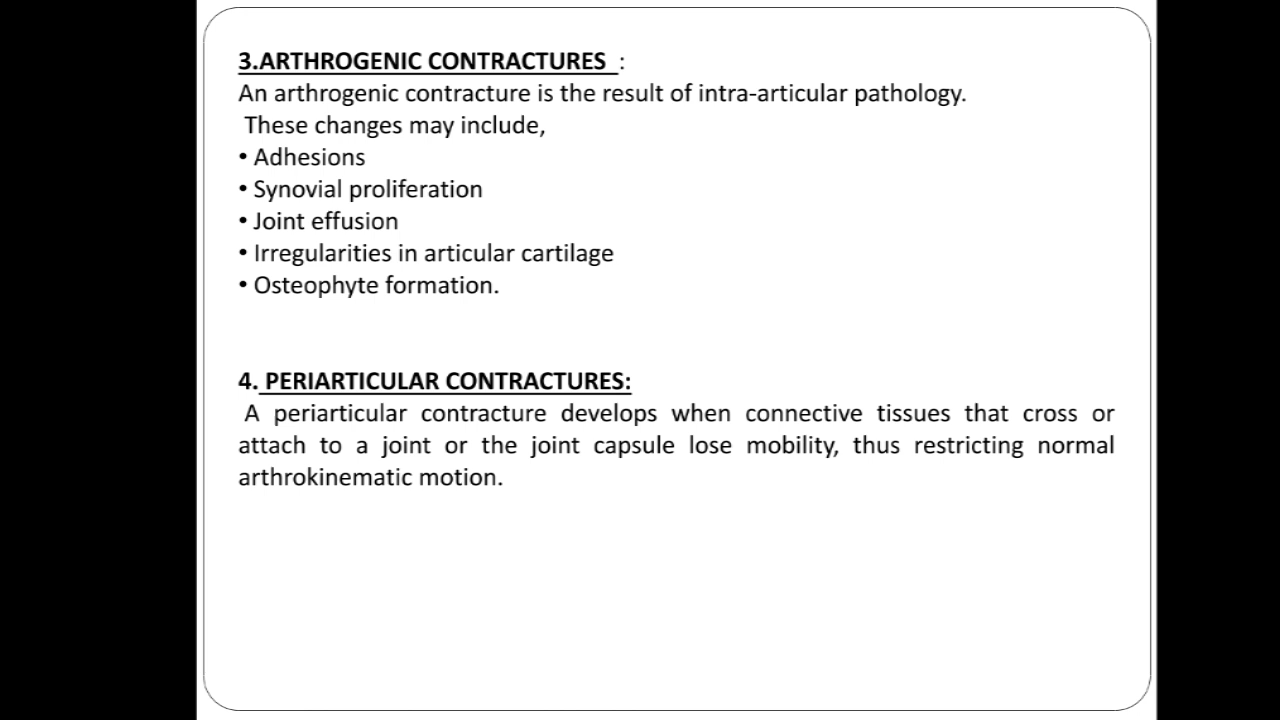 3.ARTHROGENIC CONTRACTURES :
An arthrogenic contracture is the result of intra-articular pathology.
These changes may include,
• Adhesions
• Synovial proliferation
• Joint effusion
• Irregularities in articular cartilage
• Osteophyte formation.
4. PERIARTICULAR CONTRACTURES:
A periarticular contracture develops when connective tissues that cross or
attach to a joint or the joint capsule lose mobility, thus restricting normal
arthrokinematic motion.